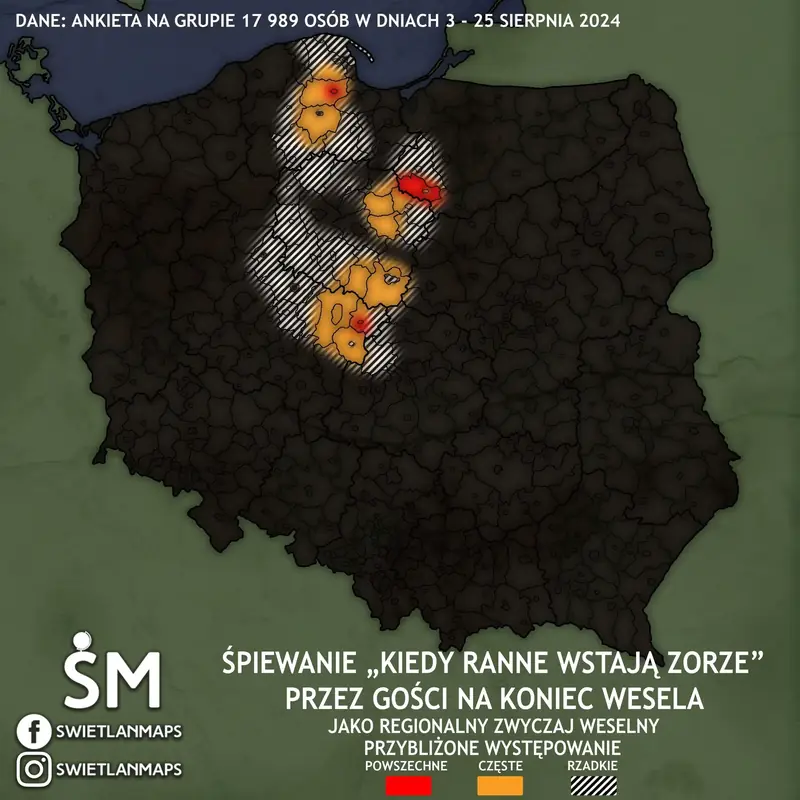 DANE: ANKIETA NA GRUPIE 17 989 OSÓB W DNIACH 3 - 25 SIERPNIA 2024
ŚM
SWIETLANMAPS
SWIETLANMAPS
ŚPIEWANIE „KIEDY RANNE WSTAJĄ ZORZE”
PRZEZ GOŚCI NA KONIEC WESELA
JAKO REGIONALNY ZWYCZAJ WESELNY
PRZYBLIŻONE WYSTĘPOWANIE
POWSZECHNE CZĘSTE RZADKIE